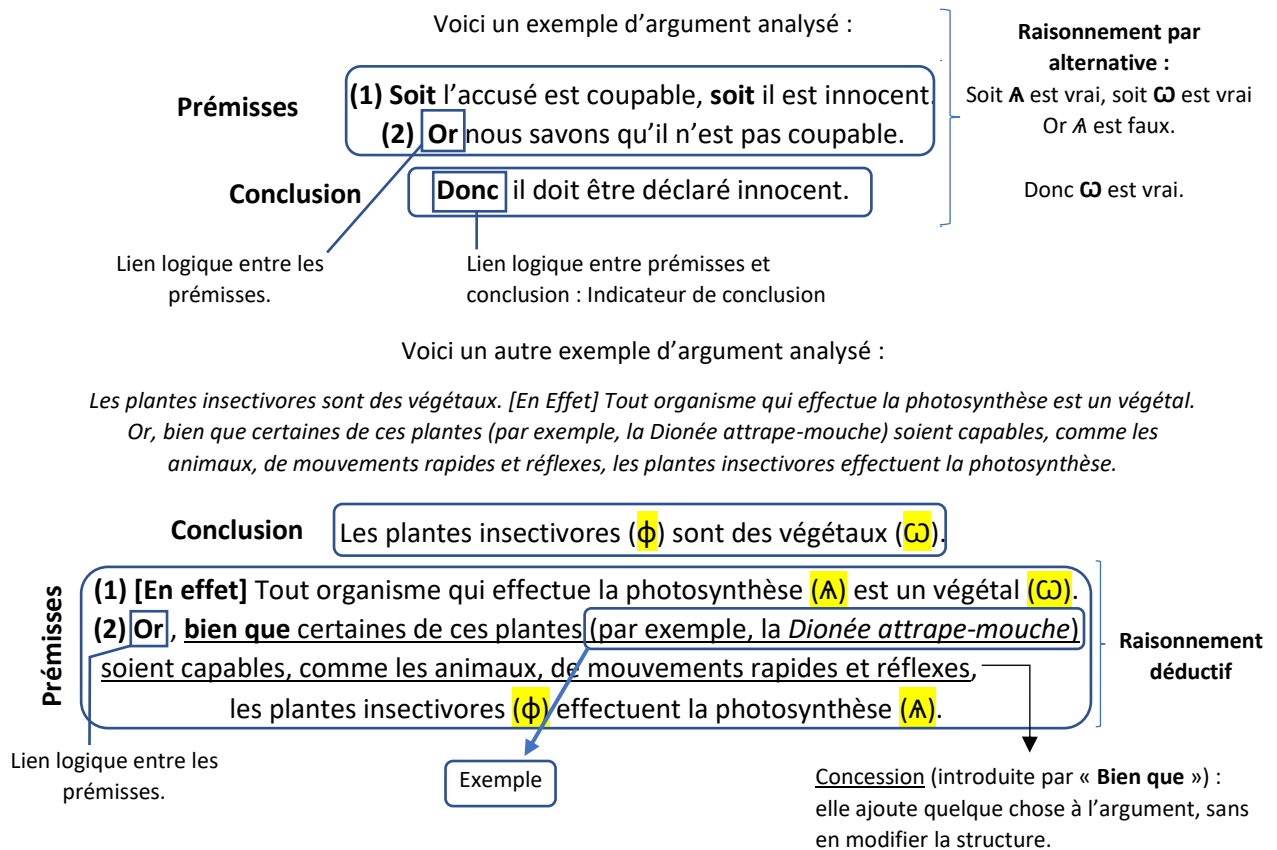 Voici un exemple d’argument analysé :
Raisonnement par
alternative :
Soit Ѧ est vrai, soit Ѡ est vrai
Or Ѧ est faux.
Donc Ѡ est vrai.
Prémisses
(1) Soit l’accusé est coupable, soit il est innocent.
(2) Or nous savons qu’il n’est pas coupable.
Conclusion
Donc il doit être déclaré innocent.
Lien logique entre les
prémisses.
Lien logique entre prémisses et
conclusion : Indicateur de conclusion
Voici un autre exemple d’argument analysé :
Les plantes insectivores sont des végétaux. [En Effet] Tout organisme qui effectue la photosynthèse est un végétal.
Or, bien que certaines de ces plantes (par exemple, la Dionée attrape-mouche) soient capables, comme les
animaux, de mouvements rapides et réflexes, les plantes insectivores effectuent la photosynthèse.
Conclusion
Les plantes insectivores (ф) sont des végétaux (Ѡ).
Prémisses
(1) [En effet] Tout organisme qui effectue la photosynthèse (Ѧ) est un végétal (Ѡ).
(2) Or , bien que certaines de ces plantes (par exemple, la Dionée attrape-mouche)
soient capables, comme les animaux, de mouvements rapides et réflexes,
les plantes insectivores (ф) effectuent la photosynthèse (Ѧ).
Raisonnement
déductif
Lien logique entre les
prémisses.
Exemple
Concession (introduite par « Bien que ») :
elle ajoute quelque chose à l’argument, sans
en modifier la structure.